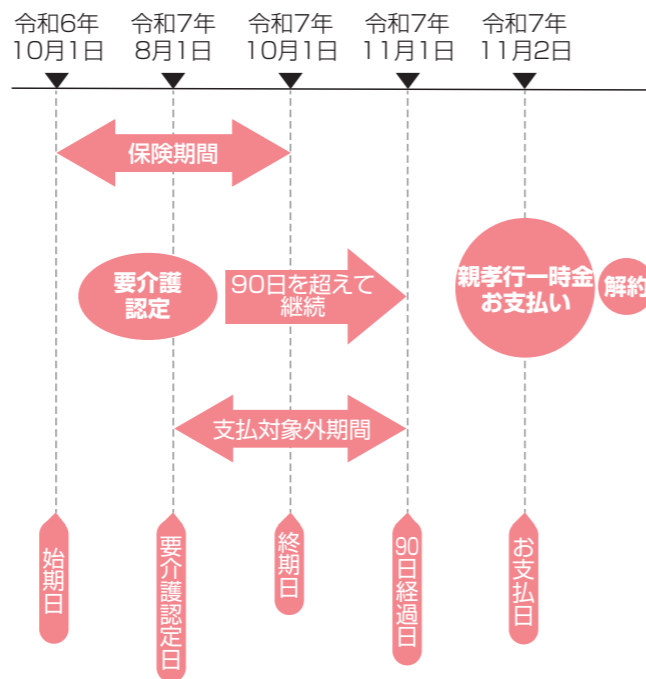 令和6年
10月1日
令和7年
8月1日
令和7年
10月1日
令和7年
11月1日
令和7年
11月2日
保険期間
要介護
認定
90日を超えて
継続
親孝行一時金
お支払い
解約
支払対象外期間
始期日
要介護認定日
終期日
90日経過日
お支払日